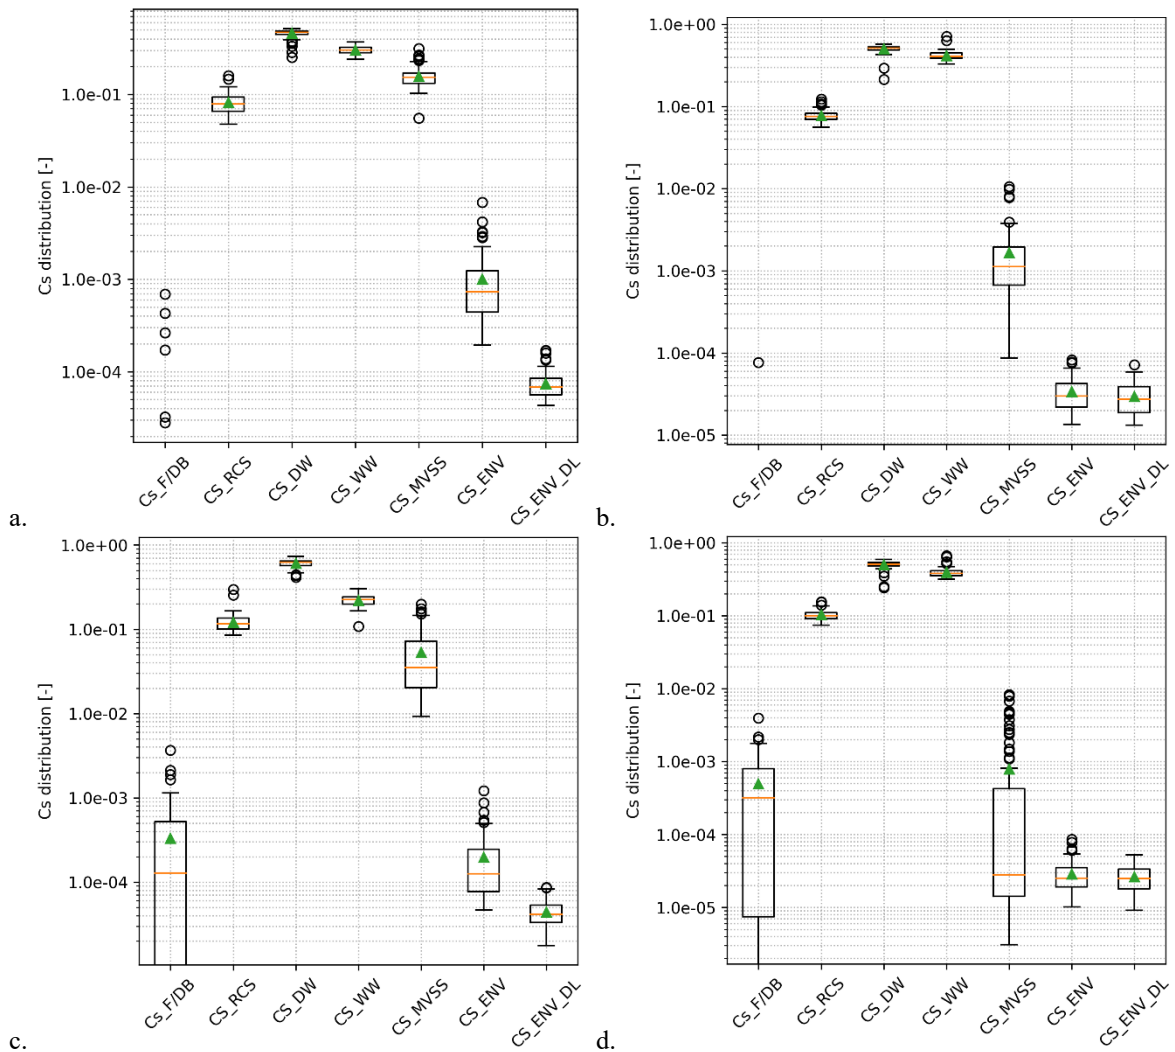 Cs distribution [-]
1.0e-01
1.0e-02
1.0e-03
1.0e-04
Cs_F/DB
CS_RCS
CS_DW
CS_WW
CS_MVSS
CS_ENV
CS_ENV_DL
a.
Cs distribution [-]
1.0e+00
1.0e-01
1.0e-02
1.0e-03
1.0e-04
1.0e-05
Cs_F/DB
CS_RCS
CS_DW
CS_WW
CS_MVSS
CS_ENV
CS_ENV_DL
b.
Cs distribution [-]
1.0e+00
1.0e-01
1.0e-02
1.0e-03
1.0e-04
Cs_F/DB
CS_RCS
CS_DW
CS_WW
CS_MVSS
CS_ENV
CS_ENV_DL
c.
Cs distribution [-]
1.0e+00
1.0e-01
1.0e-02
1.0e-03
1.0e-04
1.0e-05
Cs_F/DB
CS_RCS
CS_DW
CS_WW
CS_MVSS
CS_ENV
CS_ENV_DL
d.